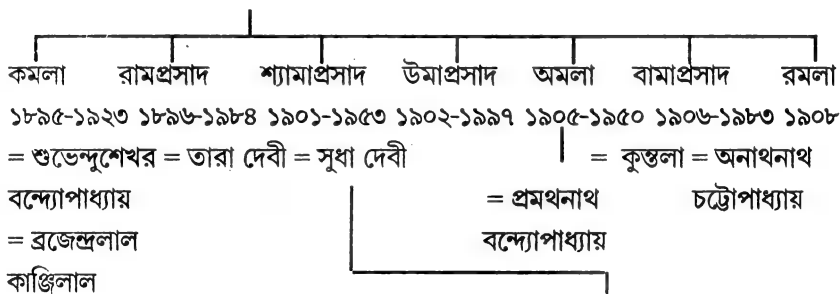 কমলা রামপ্রসাদ শ্যামাপ্রসাদ উমাপ্রসাদ অমলা বামাপ্রসাদ রমলা
১৮৯৫-১৯২৩ ১৮৯৬-১৯৮৪ ১৯০১-১৯৫৩ ১৯০২-১৯৯৭ ১৯০৫-১৯৫০ ১৯০৬-১৯৮৩ ১৯০৮
= শুভেন্দুশেখর = তারা দেবী = সুধা দেবী = কুন্তলা = অনাথনাথ
বন্দ্যোপাধ্যায় = প্রমথনাথ চট্টোপাধ্যায়
= ব্রজেন্দ্রলাল বন্দ্যোপাধ্যায়
কাঞ্জিলাল